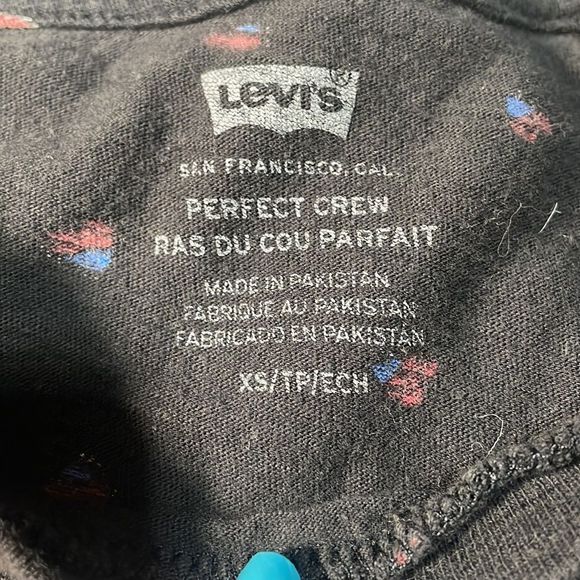 Levi's ®
SAN FRANCISCO, CAL.
PERFECT CREW
RAS DU COU PARFAIT
MADE IN PAKISTAN
FABRIQUE AU PAKISTAN
FABRICADO EN PAKISTAN
XS/TP/ECH